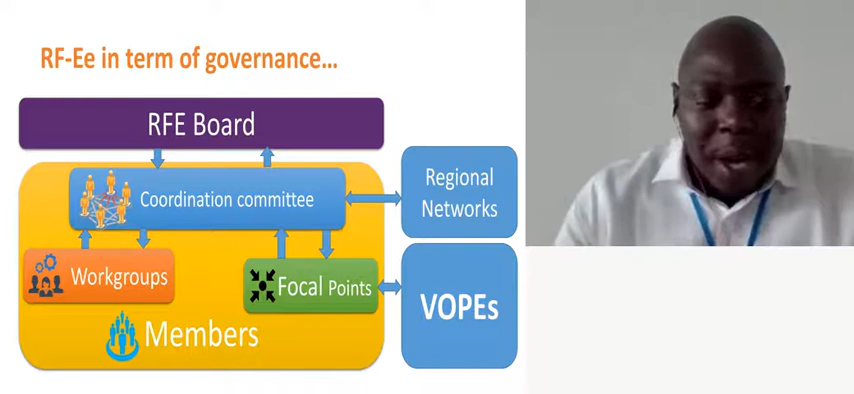 RF-Ee in term of governance...
RFE Board
Coordination committee
Regional
Networks
Workgroups
Focal Points
VOPEs
Members